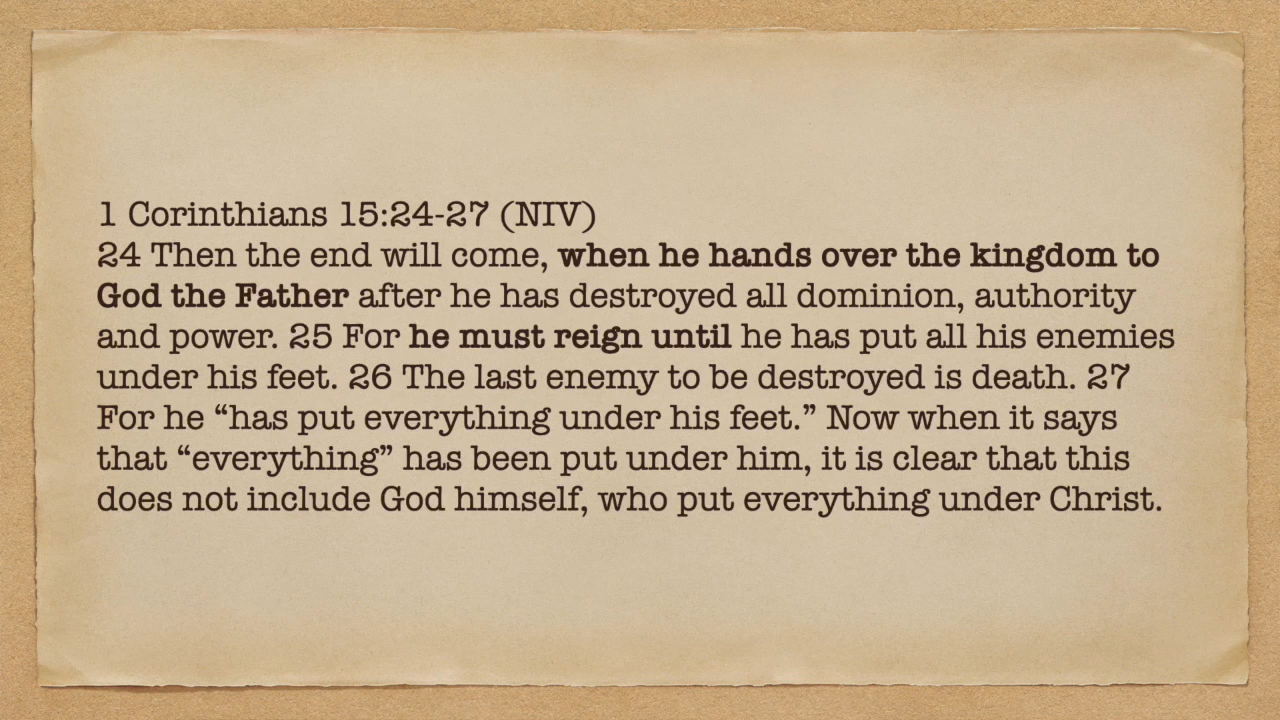 1 Corinthians 15:24-27 (NIV)
24 Then the end will come, when he hands over the kingdom to
God the Father after he has destroyed all dominion, authority
and power. 25 For he must reign until he has put all his enemies
under his feet. 26 The last enemy to be destroyed is death. 27
For he “has put everything under his feet.” Now when it says
that “everything” has been put under him, it is clear that this
does not include God himself, who put everything under Christ.